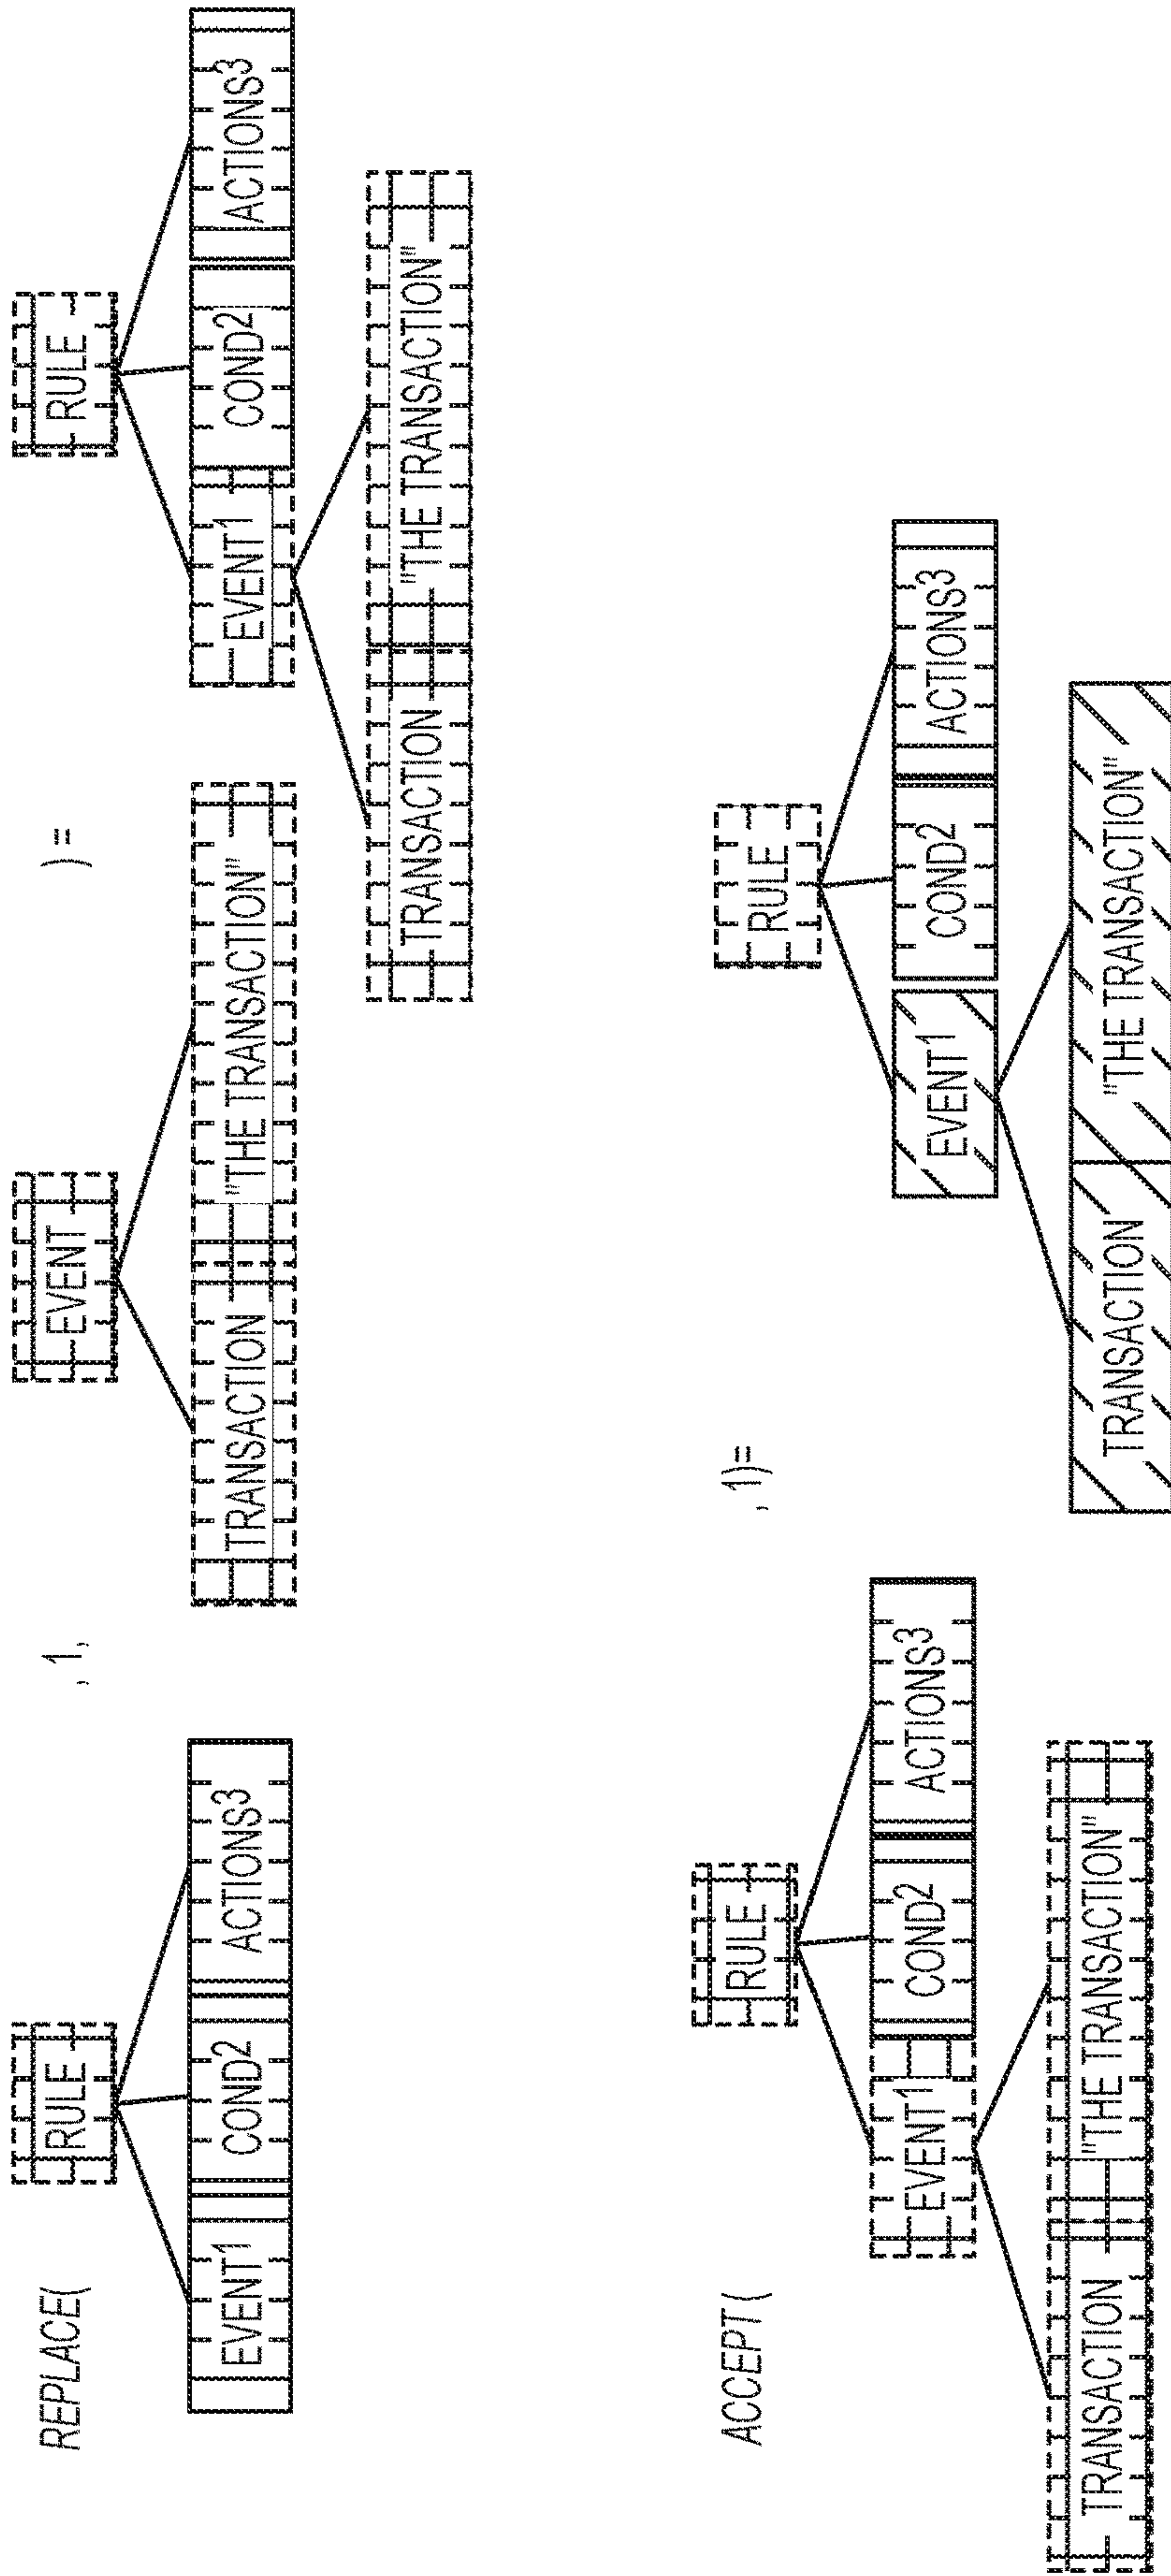 REPLACE( RULE , 1, EVENT ) = RULE
EVENT1 COND2 ACTIONS3 TRANSACTION "THE TRANSACTION" EVENT1 COND2 ACTIONS3
TRANSACTION "THE TRANSACTION"
ACCEPT ( RULE , 1)= RULE
EVENT1 COND2 ACTIONS3 EVENT1 COND2 ACTIONS3
TRANSACTION "THE TRANSACTION" TRANSACTION "THE TRANSACTION"